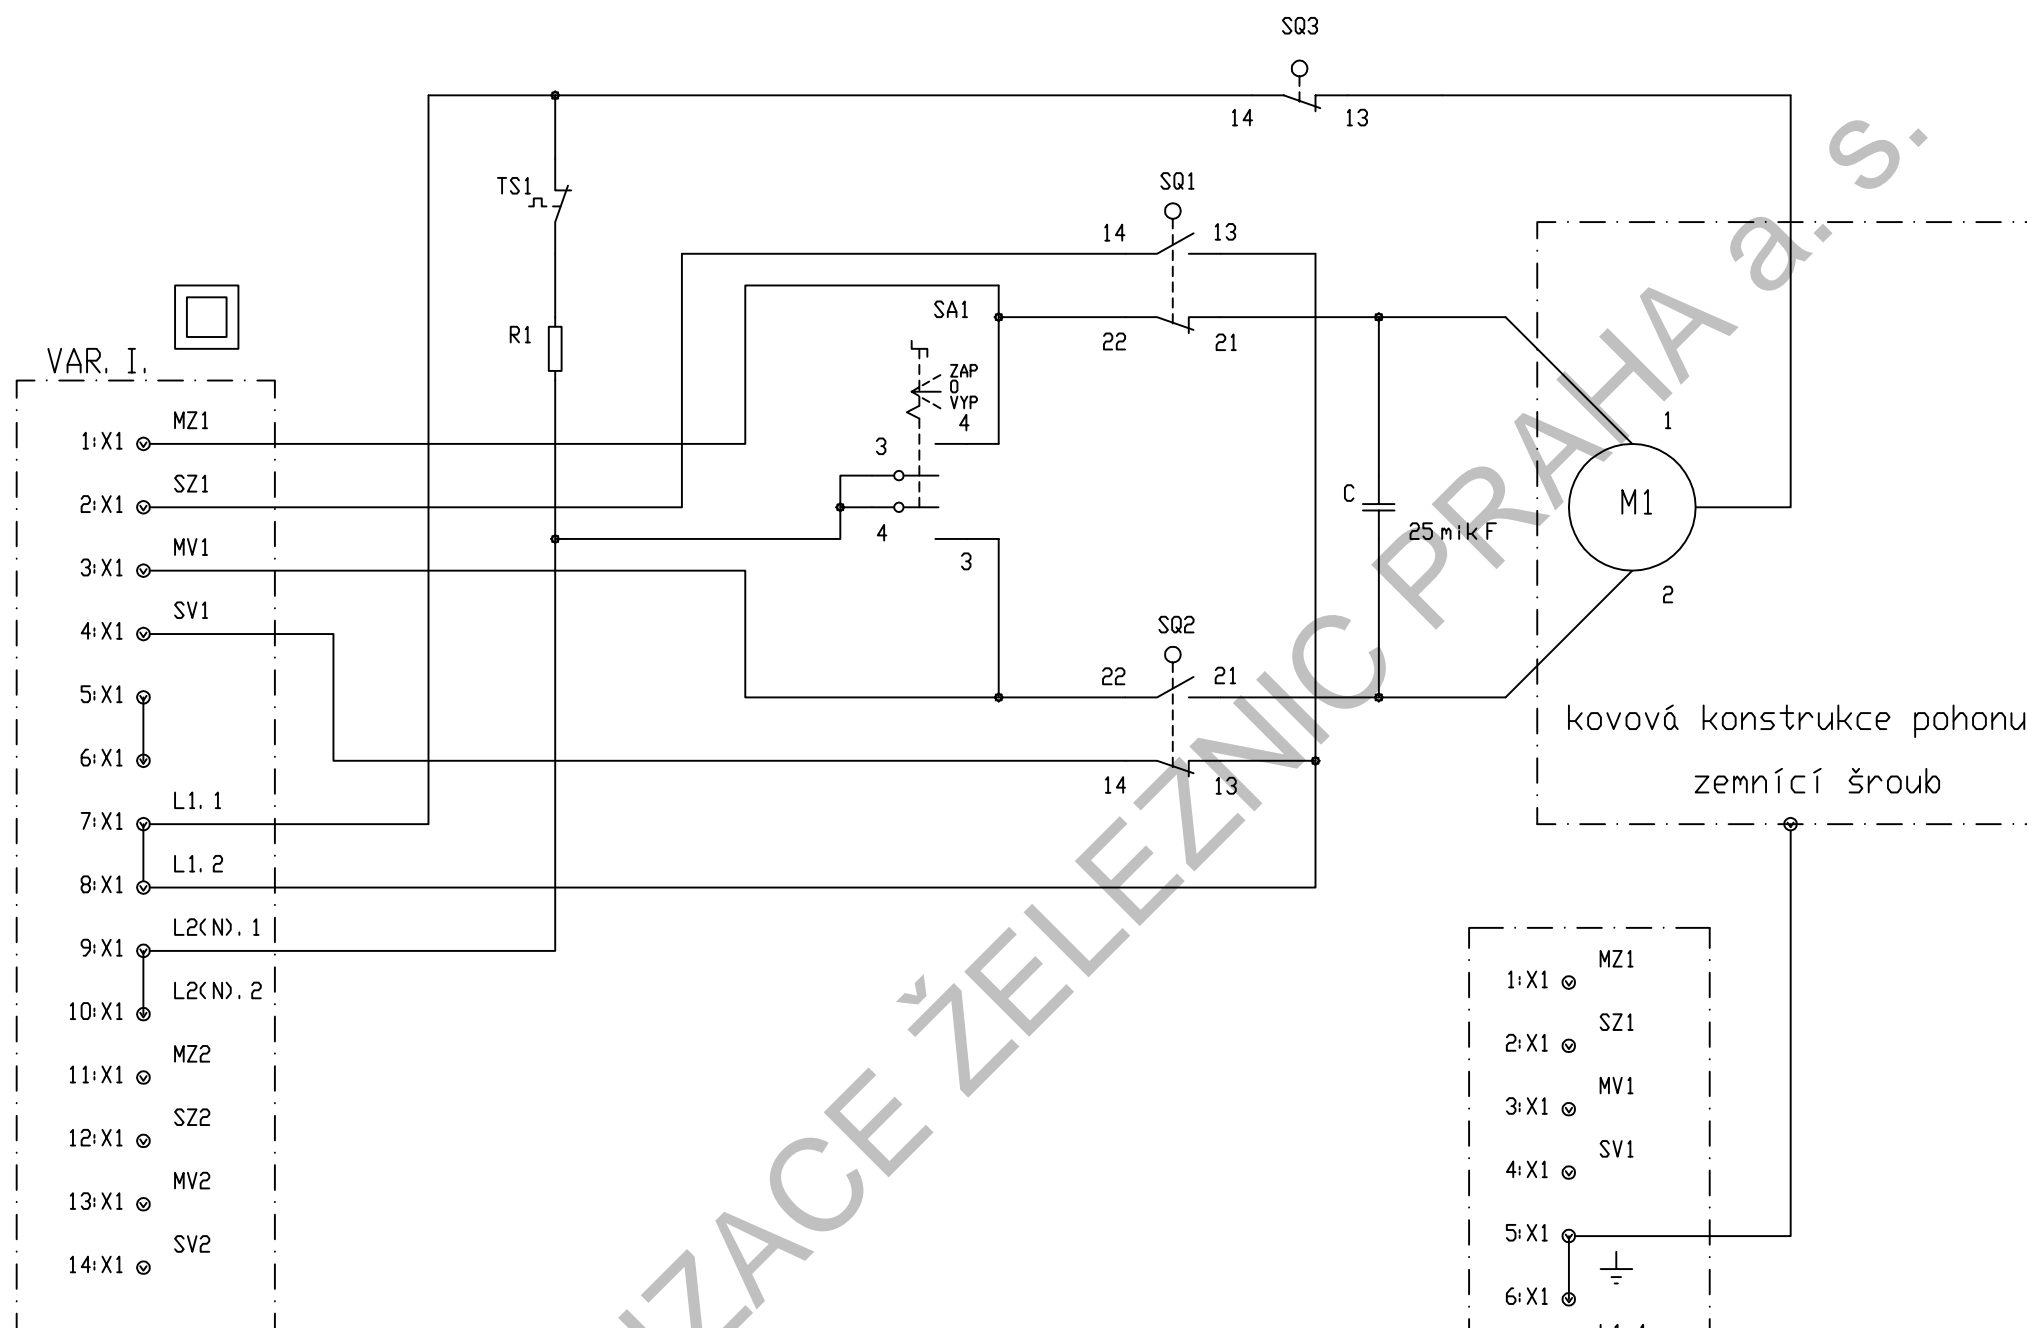 SQ3
14 13
TS1
SQ1
14 13
SA1
R1
22 21
VAR. I.
ZAP
0
VYP
MZ1
4
1
1:X1
3
SZ1
C
M1
2:X1
4
25 mik F
MV1
3
3:X1
2
SV1
SQ2
4:X1
22 21
5:X1
kovová konstrukce pohonu
6:X1
zemnící šroub
14 13
L1.1
7:X1
L1.2
8:X1
L2(N).1
9:X1
MZ1
1:X1
L2(N).2
10:X1
SZ1
2:X1
MZ2
11:X1
MV1
3:X1
SZ2
12:X1
SV1
4:X1
MV2
13:X1
5:X1
SV2
14:X1
6:X1
IZACE ŽELEZNIC PRAHA a. s.